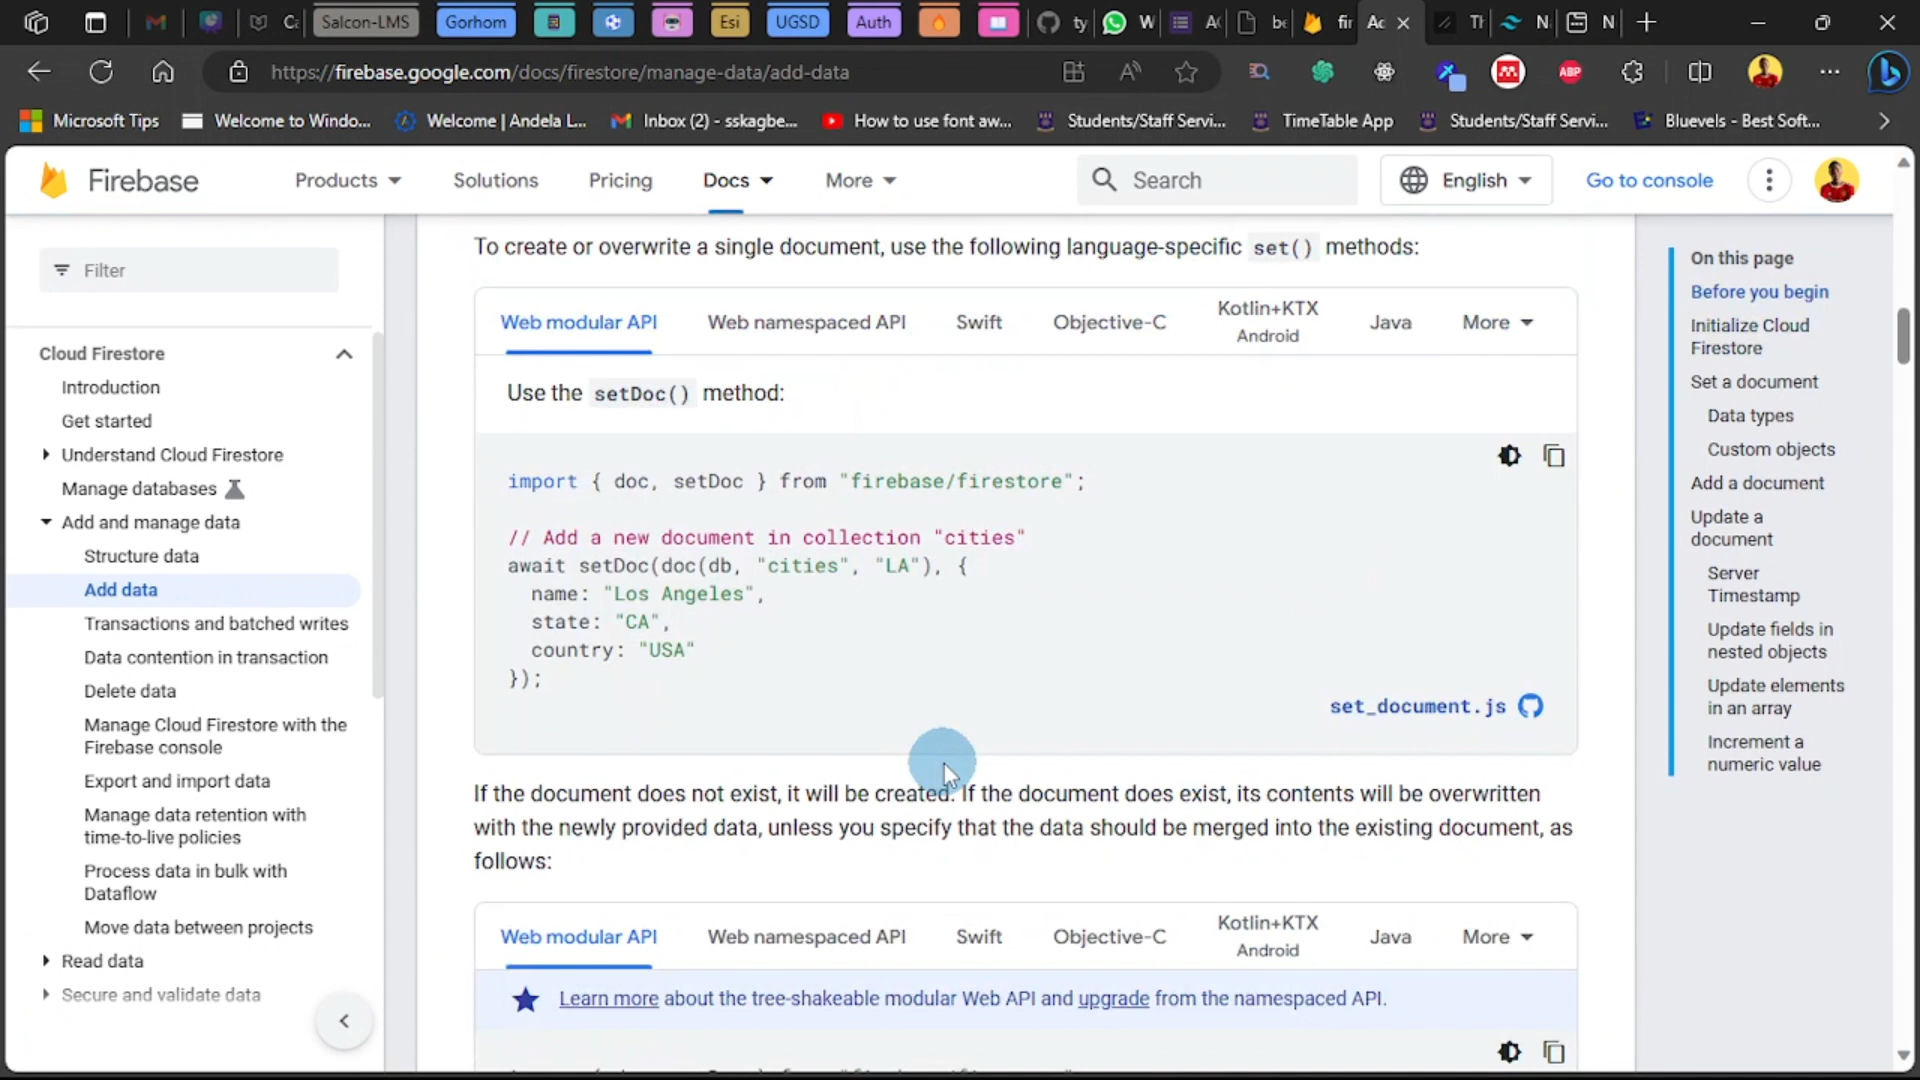 Ca
Salcon-LMS
Gorhom
Esi
UGSD
Auth
ty
W
be
fir
Ac
Th
N
N
https://firebase.google.com/docs/firestore/manage-data/add-data
ABP
Microsoft Tips
Welcome to Windo...
Welcome | Andela L...
Inbox (2) - sskagbe...
How to use font aw...
Students/Staff Servi...
TimeTable App
Students/Staff Servi...
Bluevels - Best Soft...
Firebase
Products
Solutions
Pricing
Docs
More
Search
English
Go to console
Filter
Cloud Firestore
Introduction
Get started
Understand Cloud Firestore
Manage databases
Add and manage data
Structure data
Add data
Transactions and batched writes
Data contention in transaction
Delete data
Manage Cloud Firestore with the
Firebase console
Export and import data
Manage data retention with
time-to-live policies
Process data in bulk with
Dataflow
Move data between projects
Read data
Secure and validate data
To create or overwrite a single document, use the following language-specific set() methods:
Web modular API
Web namespaced API
Swift
Objective-C
Kotlin+KTX
Android
Java
More
Use the setDoc() method:
import { doc, setDoc } from "firebase/firestore";
// Add a new document in collection "cities"
await setDoc(doc(db, "cities", "LA"), {
name: "Los Angeles",
state: "CA",
country: "USA"
});
set_document.js
If the document does not exist, it will be created. If the document does exist, its contents will be overwritten
with the newly provided data, unless you specify that the data should be merged into the existing document, as
follows:
Web modular API
Web namespaced API
Swift
Objective-C
Kotlin+KTX
Android
Java
More
Learn more about the tree-shakeable modular Web API and upgrade from the namespaced API.
On this page
Before you begin
Initialize Cloud
Firestore
Set a document
Data types
Custom objects
Add a document
Update a
document
Server
Timestamp
Update fields in
nested objects
Update elements
in an array
Increment a
numeric value